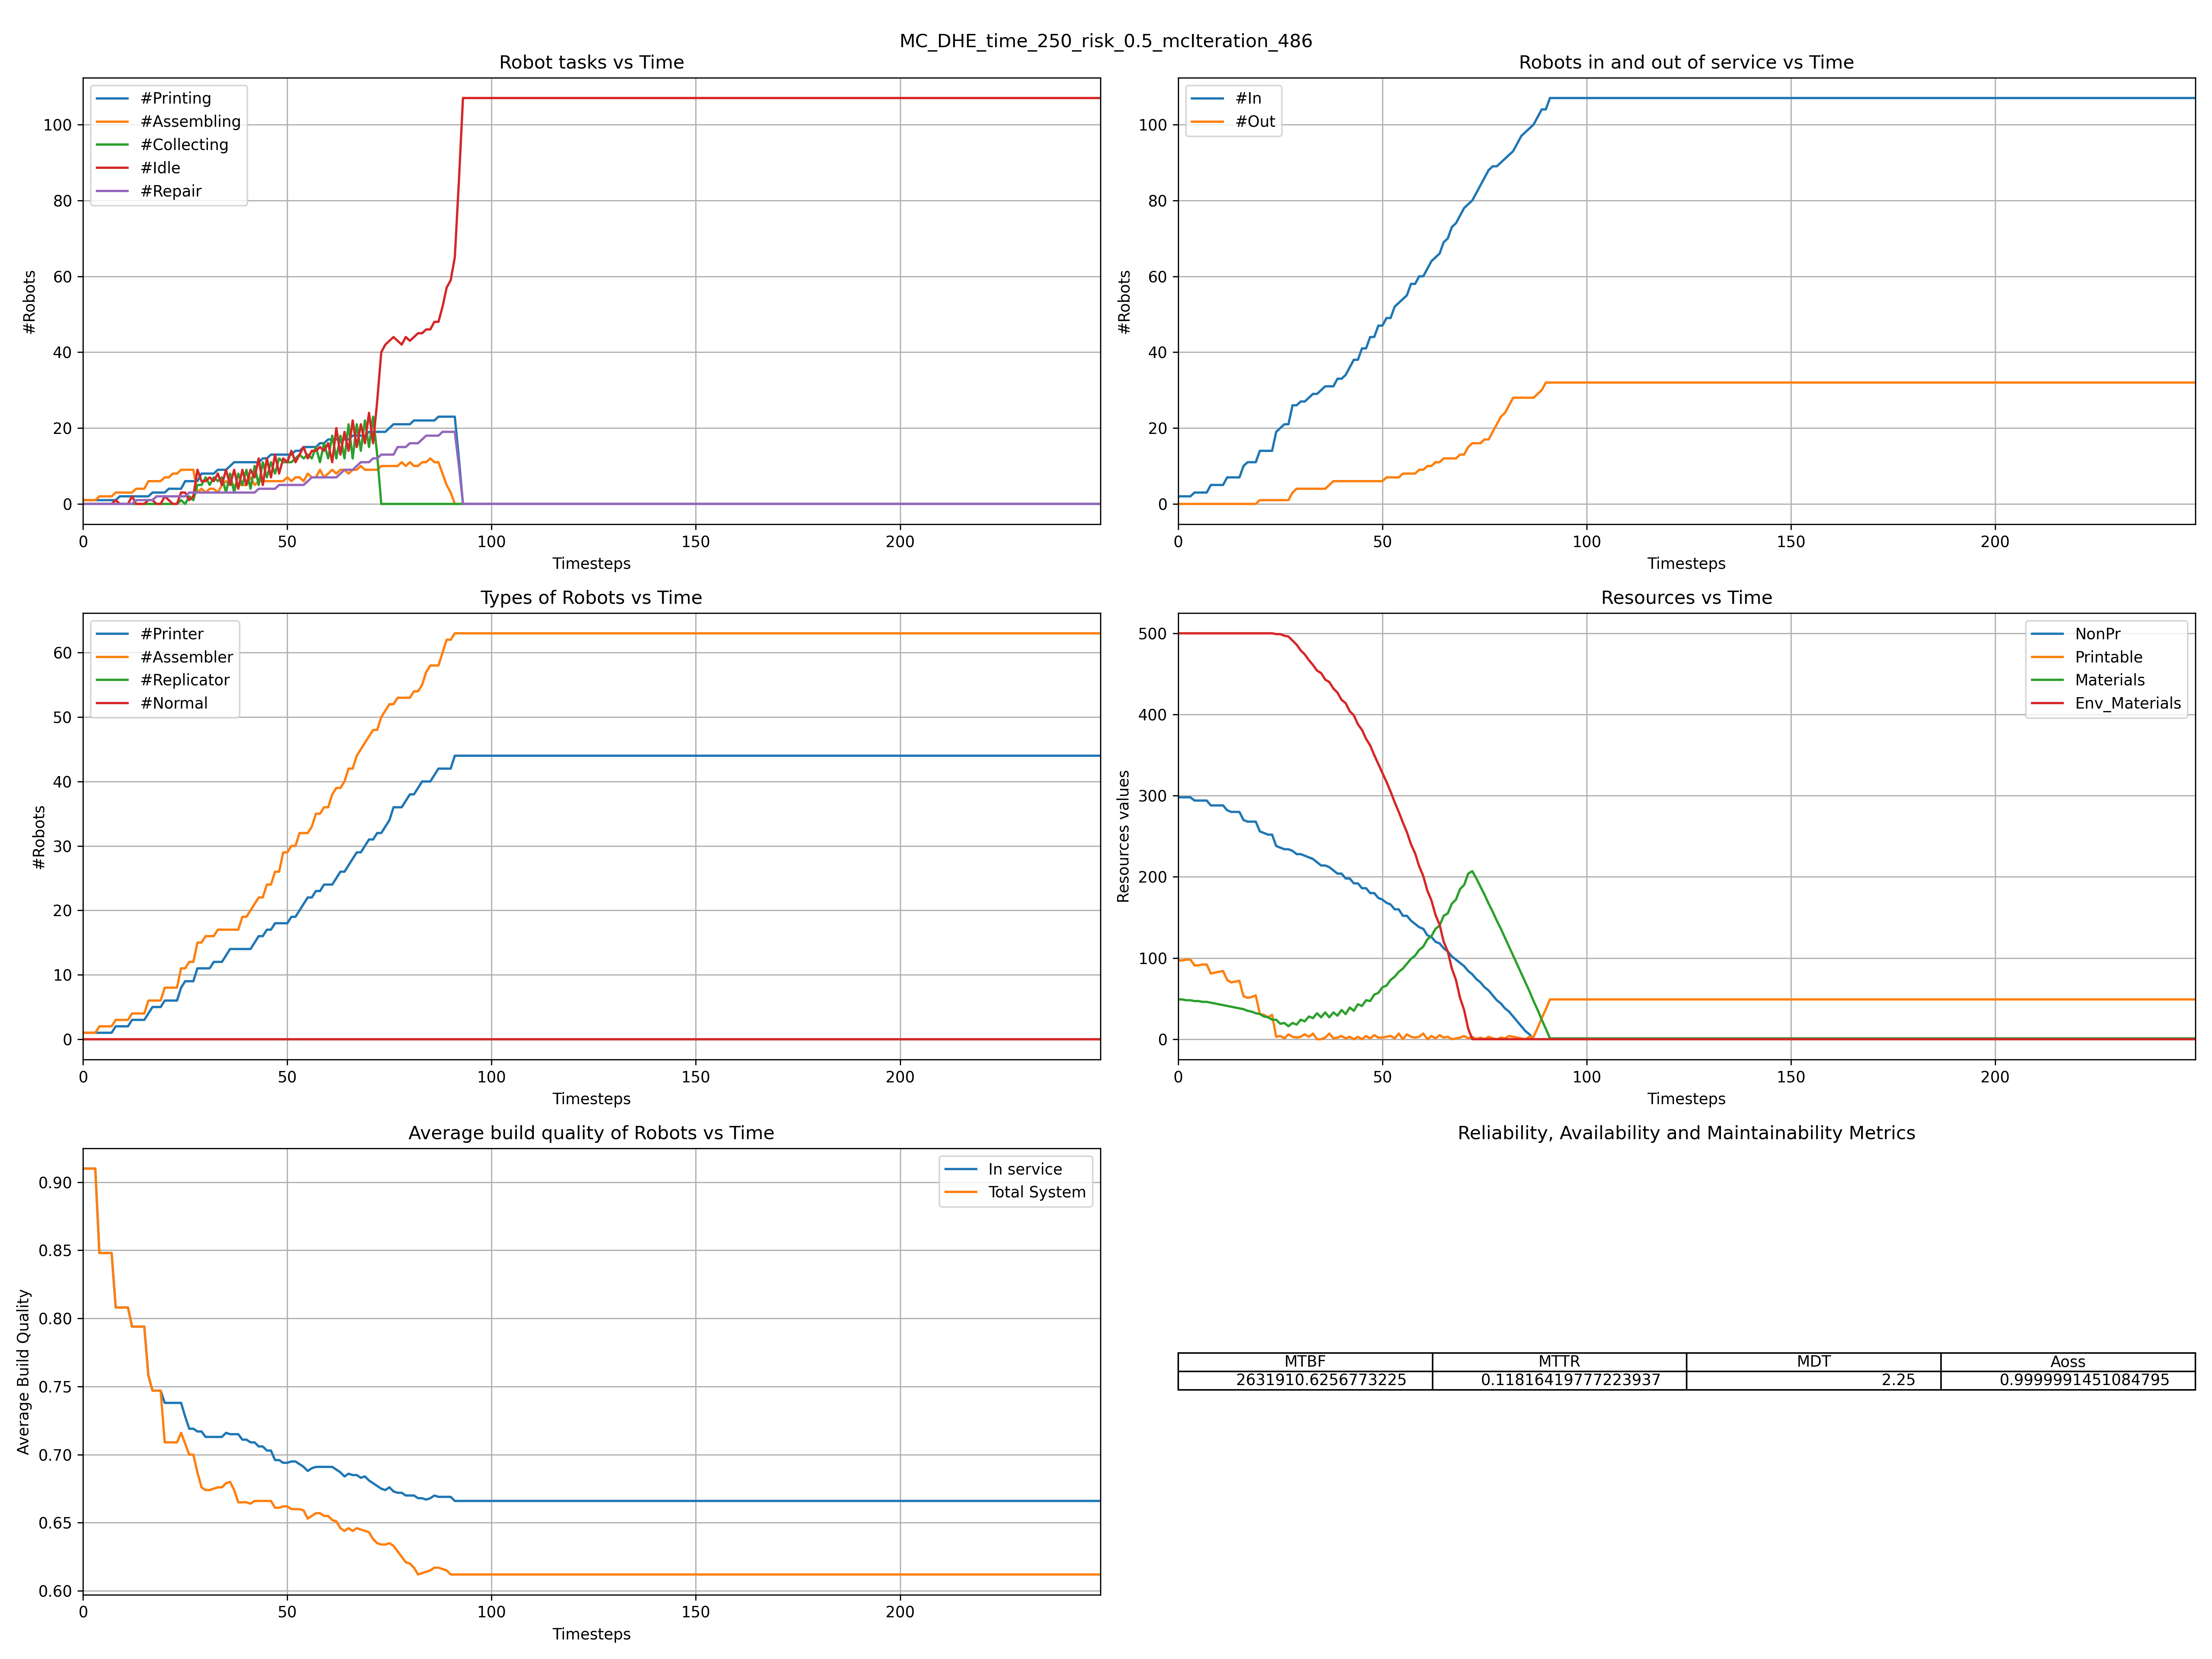 MC_DHE_time_250_risk_0.5_mcIteration_486
Robot tasks vs Time
#Printing
#Assembling
#Collecting
#Idle
#Repair
#Robots
100
80
60
40
20
0
0 50 100 150 200
Timesteps
Robots in and out of service vs Time
#In
#Out
#Robots
100
80
60
40
20
0
0 50 100 150 200
Timesteps
Types of Robots vs Time
#Printer
#Assembler
#Replicator
#Normal
#Robots
60
50
40
30
20
10
0
0 50 100 150 200
Timesteps
Resources vs Time
NonPr
Printable
Materials
Env_Materials
Resources values
500
400
300
200
100
0
0 50 100 150 200
Timesteps
Average build quality of Robots vs Time
In service
Total System
Average Build Quality
0.90
0.85
0.80
0.75
0.70
0.65
0.60
0 50 100 150 200
Timesteps
Reliability, Availability and Maintainability Metrics
MTBF MTTR MDT Aoss
2631910.6256773225 0.11816419777223937 2.25 0.9999991451084795